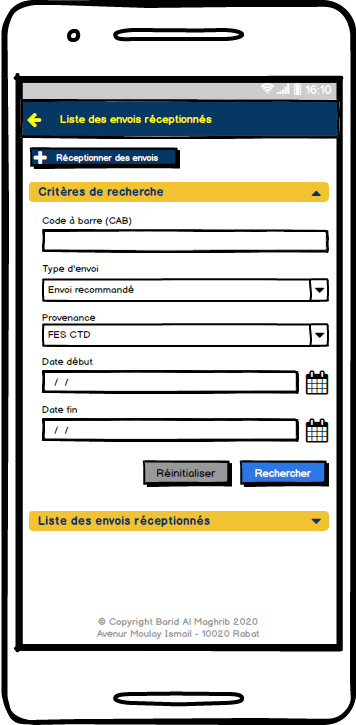 16:10
Liste des envois réceptionnés
Réceptionner des envois
Critères de recherche
Code à barre (CAB)
Type d'envoi
Envoi recommandé
Provenance
FES CTD
Date début
/ /
Date fin
/ /
Réinitialiser Rechercher
Liste des envois réceptionnés
© Copyright Barid Al Maghrib 2020
Avenur Moulay Ismail - 10020 Rabat